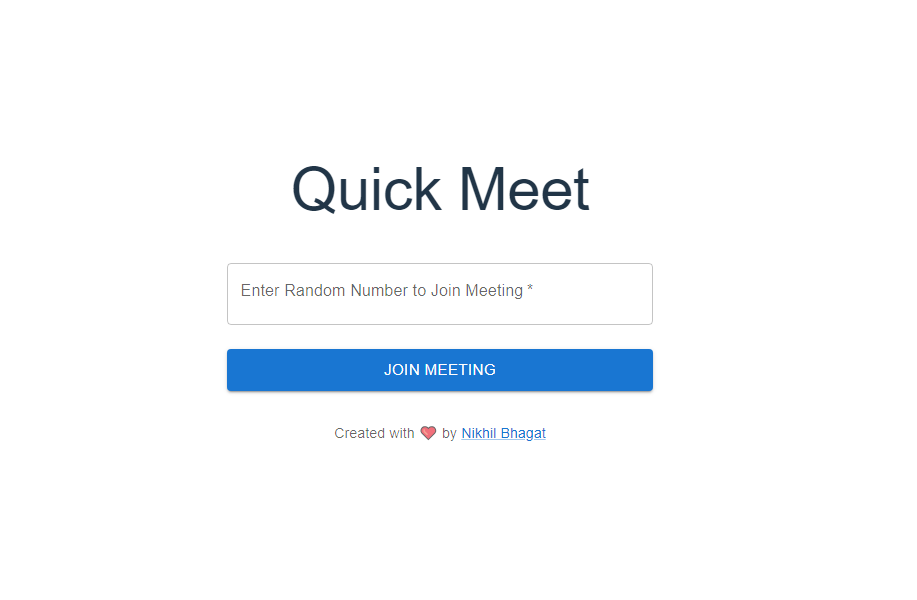 Quick Meet
Enter Random Number to Join Meeting *
JOIN MEETING
Created with ❤️ by Nikhil Bhagat